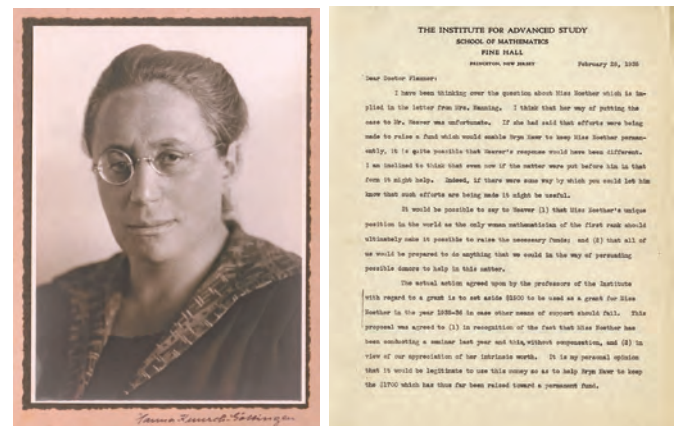 Hanna Kunsch-Göttingen
THE INSTITUTE FOR ADVANCED STUDY
SCHOOL OF MATHEMATICS
FINE HALL
PRINCETON, NEW JERSEY
February 28, 1935
Dear Doctor Flexner:
I have been thinking over the question about Miss Noether which is im-
plied in the letter from Mrs. Manning. I think that her way of putting the
case to Mr. Weaver was unfortunate. If she had said that efforts were being
made to raise a fund which would enable Bryn Mawr to keep Miss Noether perman-
ently, it is quite possible that Weaver's response would have been different.
I am inclined to think that even now if the matter were put before him in that
form it might help. Indeed, if there were some way by which you could let him
know that such efforts are being made it might be useful.
It would be possible to say to Weaver (1) that Miss Noether's unique
position in the world as the only woman mathematician of the first rank should
ultimately make it possible to raise the necessary funds; and (2) that all of
us would be prepared to do anything that we could in the way of persuading
possible donors to help in this matter.
The actual action agreed upon by the professors of the Institute
with regard to a grant is to set aside $1500 to be used as a grant for Miss
Noether in the year 1935-36 in case other means of support should fail. This
proposal was agreed to (1) in recognition of the fact that Miss Noether has
been conducting a seminar last year and this, without compensation, and (2) in
view of our appreciation of her intrinsic worth. It is my personal opinion
that it would be legitimate to use this money so as to help Bryn Mawr to keep
the $1700 which has thus far been raised toward a permanent fund.